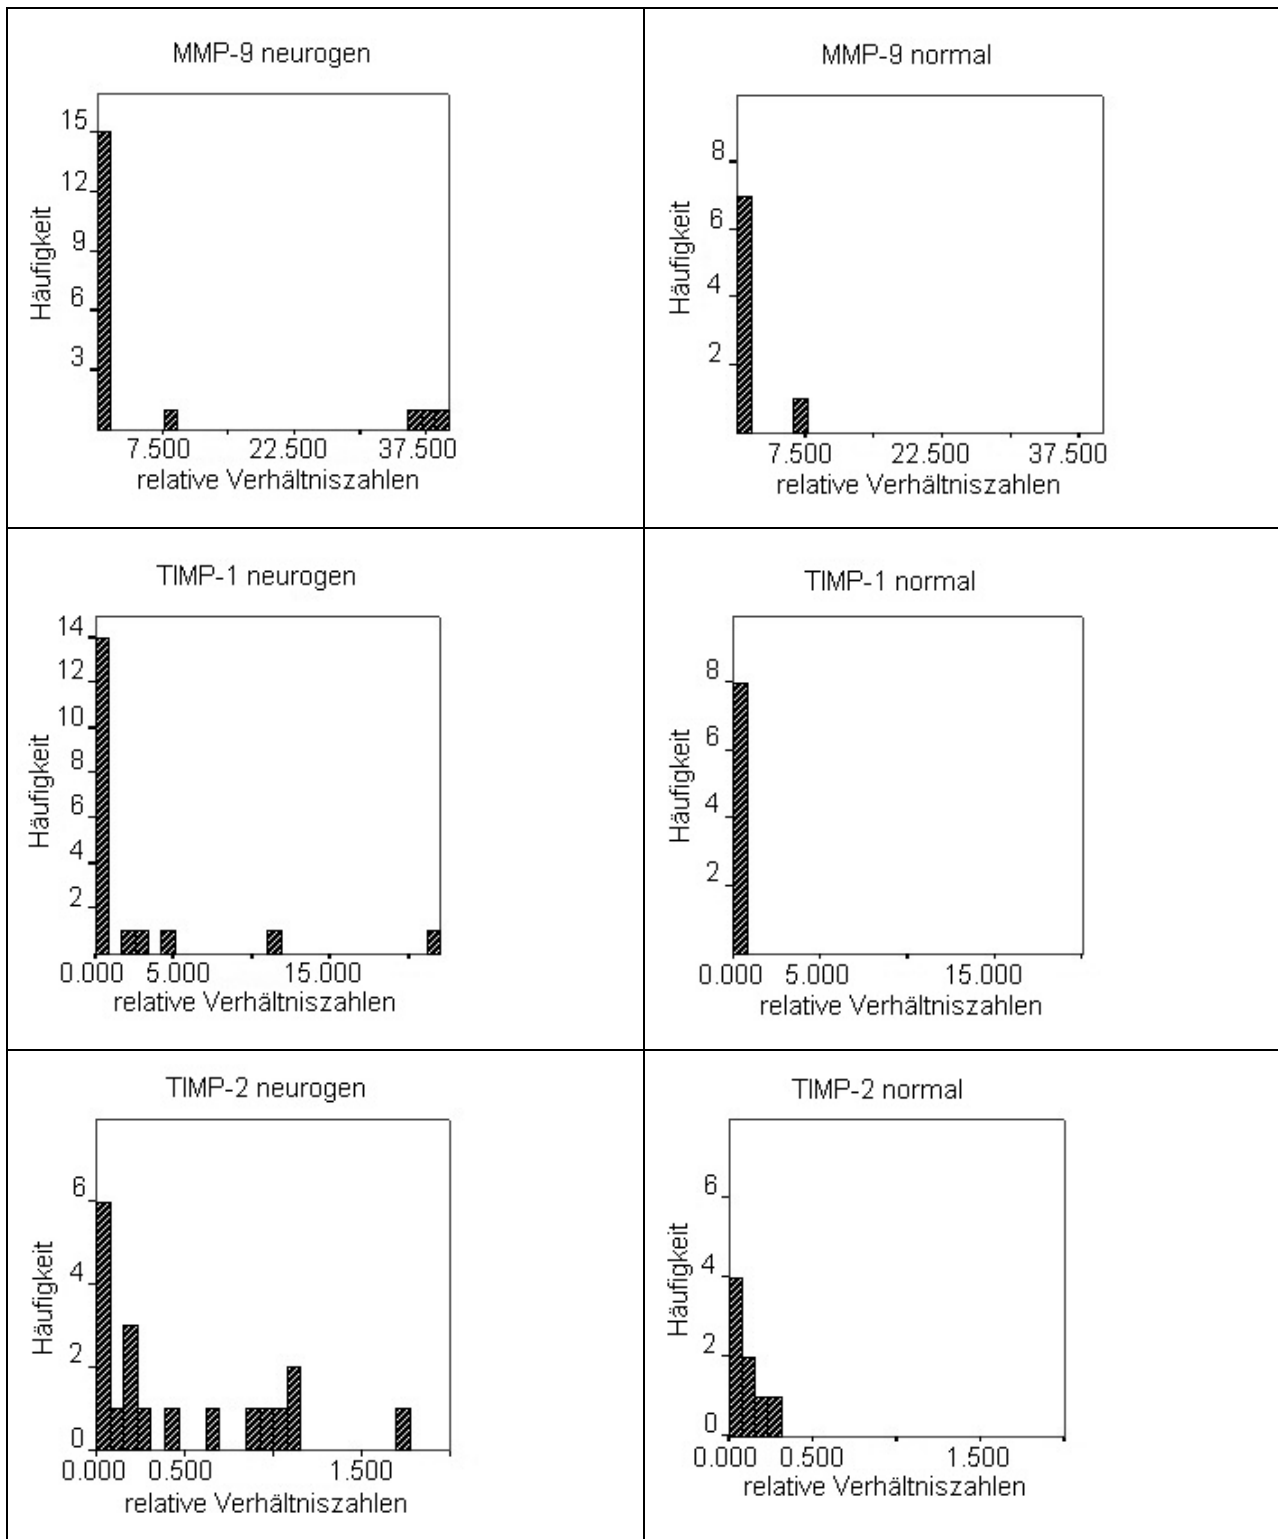 MMP-9 neurogen
15
12
9
6
3
Häufigkeit
7.500 22.500 37.500
relative Verhältniszahlen
MMP-9 normal
8
6
4
2
Häufigkeit
7.500 22.500 37.500
relative Verhältniszahlen
TIMP-1 neurogen
14
12
10
8
6
4
2
Häufigkeit
0.000 5.000 15.000
relative Verhältniszahlen
TIMP-1 normal
8
6
4
2
Häufigkeit
0.000 5.000 15.000
relative Verhältniszahlen
TIMP-2 neurogen
6
4
2
0
Häufigkeit
0.000 0.500 1.500
relative Verhältniszahlen
TIMP-2 normal
6
4
2
0
Häufigkeit
0.000 0.500 1.500
relative Verhältniszahlen